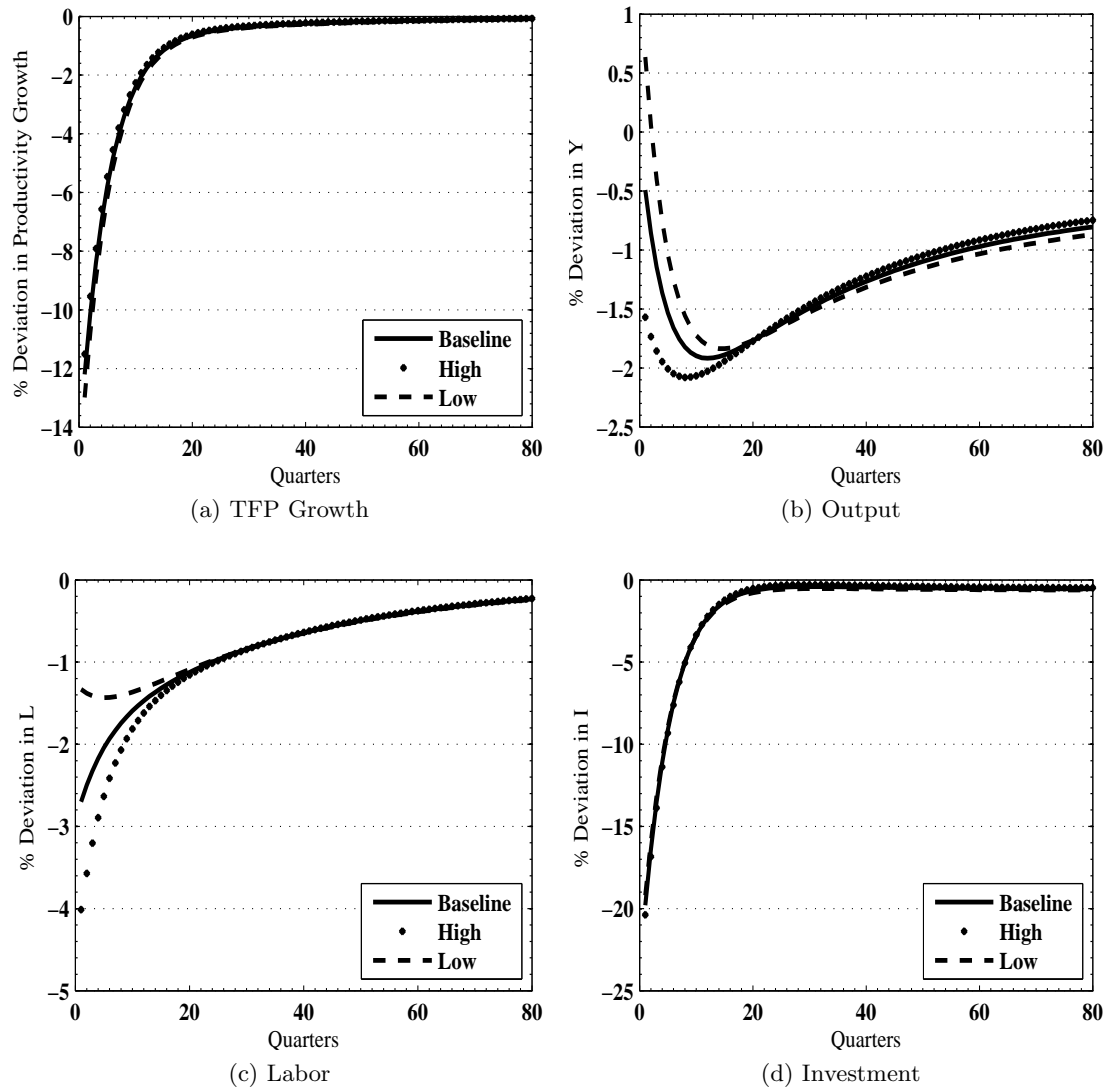 % Deviation in Productivity Growth
0
−2
−4
−6
−8
−10
−12
−14
0 20 40 60 80
Quarters
Baseline
High
Low
(a) TFP Growth
% Deviation in Y
1
0.5
0
−0.5
−1
−1.5
−2
−2.5
0 20 40 60 80
Quarters
(b) Output
% Deviation in L
0
−1
−2
−3
−4
−5
0 20 40 60 80
Quarters
Baseline
High
Low
(c) Labor
% Deviation in I
0
−5
−10
−15
−20
−25
0 20 40 60 80
Quarters
Baseline
High
Low
(d) Investment